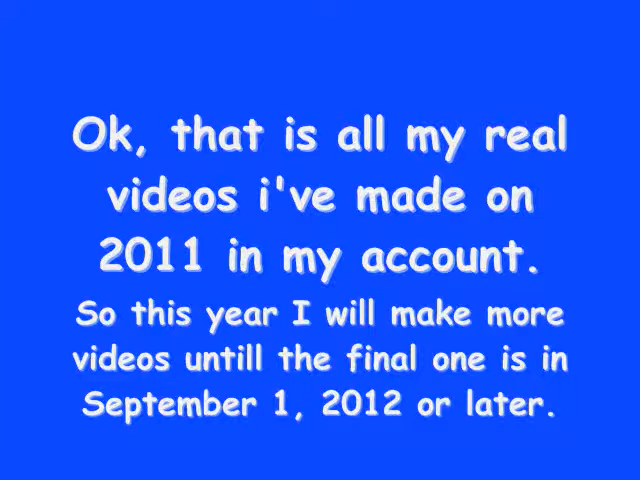 Ok, that is all my real
videos i've made on
2011 in my account.
So this year I will make more
videos untill the final one is in
September 1, 2012 or later.